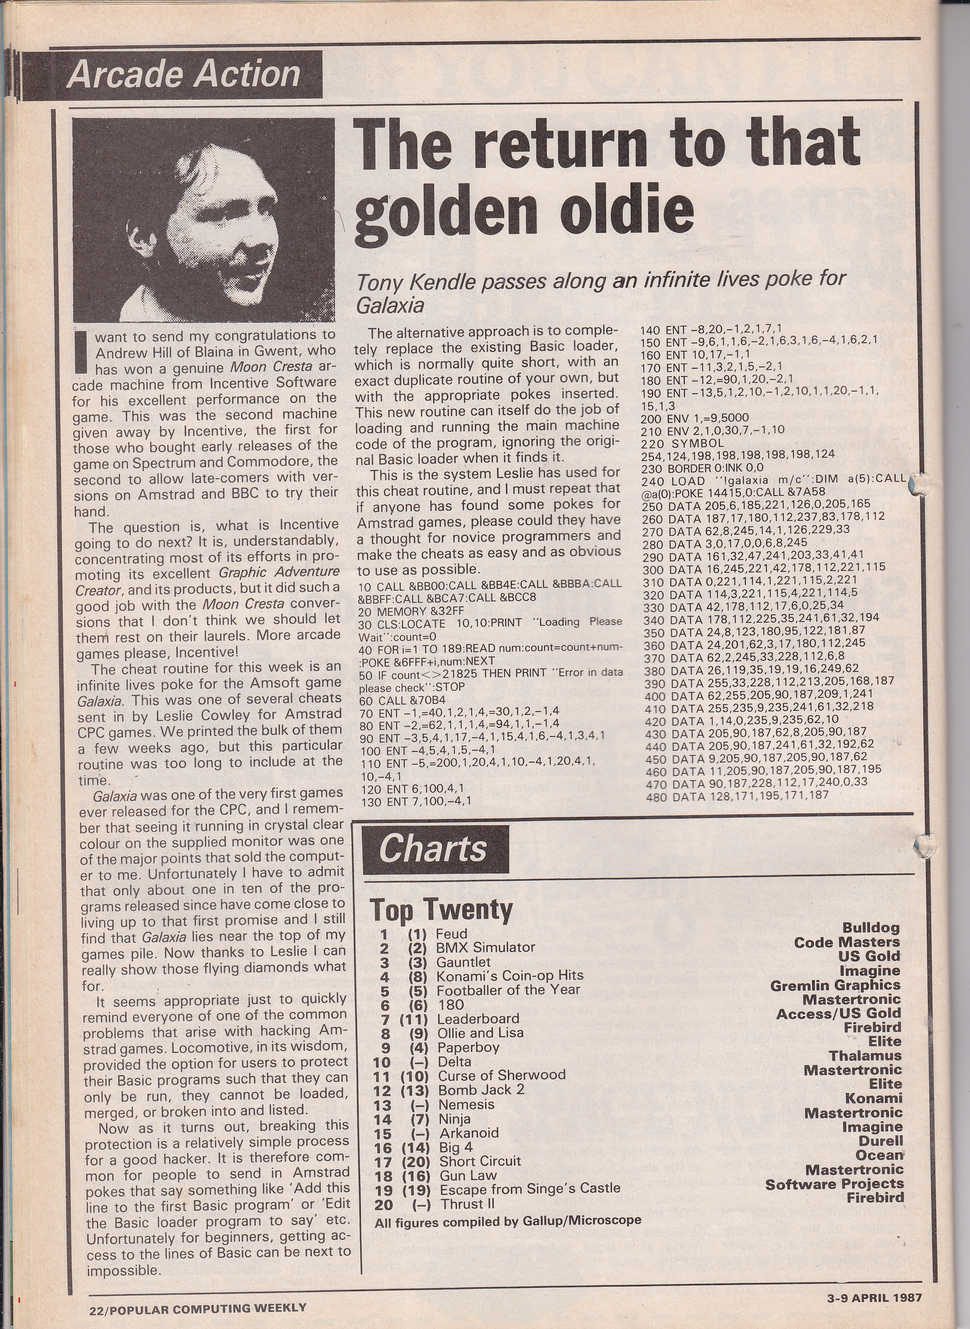 Arcade Action
The return to that
golden oldie
Tony Kendle passes along an infinite lives poke for
Galaxia
I want to send my congratulations to
Andrew Hill of Blaina in Gwent, who
has won a genuine Moon Cresta ar-
cade machine from Incentive Software
for his excellent performance on the
game. This was the second machine
given away by Incentive, the first for
those who bought early releases of the
game on Spectrum and Commodore, the
second to allow late-comers with ver-
sions on Amstrad and BBC to try their
hand.
The question is, what is Incentive
going to do next? It is, understandably,
concentrating most of its efforts in pro-
moting its excellent Graphic Adventure
Creator, and its products, but it did such a
good job with the Moon Cresta conver-
sions that I don't think we should let
them rest on their laurels. More arcade
games please, Incentive!
The cheat routine for this week is an
infinite lives poke for the Amsoft game
Galaxia. This was one of several cheats
sent in by Leslie Cowley for Amstrad
CPC games. We printed the bulk of them
a few weeks ago, but this particular
routine was too long to include at the
time.
Galaxia was one of the very first games
ever released for the CPC, and I remem-
ber that seeing it running in crystal clear
colour on the supplied monitor was one
of the major points that sold the comput-
er to me. Unfortunately I have to admit
that only about one in ten of the pro-
grams released since have come close to
living up to that first promise and I still
find that Galaxia lies near the top of my
games pile. Now thanks to Leslie I can
really show those flying diamonds what
for.
It seems appropriate just to quickly
remind everyone of one of the common
problems that arise with hacking Am-
strad games. Locomotive, in its wisdom,
provided the option for users to protect
their Basic programs such that they can
only be run, they cannot be loaded,
merged, or broken into and listed.
Now as it turns out, breaking this
protection is a relatively simple process
for a good hacker. It is therefore com-
mon for people to send in Amstrad
pokes that say something like 'Add this
line to the first Basic program' or 'Edit
the Basic loader program to say' etc.
Unfortunately for beginners, getting ac-
cess to the lines of Basic can be next to
impossible.
The alternative approach is to comple-
tely replace the existing Basic loader,
which is normally quite short, with an
exact duplicate routine of your own, but
with the appropriate pokes inserted.
This new routine can itself do the job of
loading and running the main machine
code of the program, ignoring the origi-
nal Basic loader when it finds it.
This is the system Leslie has used for
this cheat routine, and I must repeat that
if anyone has found some pokes for
Amstrad games, please could they have
a thought for novice programmers and
make the cheats as easy and as obvious
to use as possible.
10 CALL &BB00:CALL &BB4E:CALL &BBBA:CALL
&BBFF:CALL &BCA7:CALL &BCC8
20 MEMORY &32FF
30 CLS:LOCATE 10,10:PRINT "Loading Please
Wait":count=0
40 FOR i=1 TO 189:READ num:count=count+num-
:POKE &6FFF+i,num:NEXT
50 IF count<>21825 THEN PRINT "Error in data
please check":STOP
60 CALL &70B4
70 ENT -1,=40,1,2,1,4,=30,1,2,-1,4
80 ENT -2,=62,1,1,1,4,=94,1,1,-1,4
90 ENT -3,5,4,1,17,-4,1,15,4,1,6,-4,1,3,4,1
100 ENT -4,5,4,1,5,-4,1
110 ENT -5,=200,1,20,4,1,10,-4,1,20,4,1,
10,-4,1
120 ENT 6,100,4,1
130 ENT 7,100,-4,1
140 ENT -8,20,-1,2,1,7,1
150 ENT -9,6,1,1,6,-2,1,6,3,1,6,-4,1,6,2,1
160 ENT 10,17,-1,1
170 ENT -11,3,2,1,5,-2,1
180 ENT -12,=90,1,20,-2,1
190 ENT -13,5,1,2,10,-1,2,10,1,1,20,-1,1,
15,1,3
200 ENV 1,=9,5000
210 ENV 2,1,0,30,7,-1,10
220 SYMBOL
254,124,198,198,198,198,198,124
230 BORDER 0:INK 0,0
240 LOAD "!galaxia m/c":DIM a(5):CALL
@a(0):POKE 14415,0:CALL &7A58
250 DATA 205,6,185,221,126,0,205,165
260 DATA 187,17,180,112,237,83,178,112
270 DATA 62,8,245,14,1,126,229,33
280 DATA 3,0,17,0,0,6,8,245
290 DATA 161,32,47,241,203,33,41,41
300 DATA 16,245,221,42,178,112,221,115
310 DATA 0,221,114,1,221,115,2,221
320 DATA 114,3,221,115,4,221,114,5
330 DATA 42,178,112,17,6,0,25,34
340 DATA 178,112,225,35,241,61,32,194
350 DATA 24,8,123,180,95,122,181,87
360 DATA 24,201,62,3,17,180,112,245
370 DATA 62,2,245,33,228,112,6,8
380 DATA 26,119,35,19,19,16,249,62
390 DATA 255,33,228,112,213,205,168,187
400 DATA 62,255,205,90,187,209,1,241
410 DATA 255,235,9,235,241,61,32,218
420 DATA 1,14,0,235,9,235,62,10
430 DATA 205,90,187,62,8,205,90,187
440 DATA 205,90,187,241,61,32,192,62
450 DATA 9,205,90,187,205,90,187,62
460 DATA 11,205,90,187,205,90,187,195
470 DATA 90,187,228,112,17,240,0,33
480 DATA 128,171,195,171,187
Charts
Top Twenty
1 (1) Feud Bulldog
2 (2) BMX Simulator Code Masters
3 (3) Gauntlet US Gold
4 (8) Konami's Coin-op Hits Imagine
5 (5) Footballer of the Year Gremlin Graphics
6 (6) 180 Mastertronic
7 (11) Leaderboard Access/US Gold
8 (9) Ollie and Lisa Firebird
9 (4) Paperboy Elite
10 (–) Delta Thalamus
11 (10) Curse of Sherwood Mastertronic
12 (13) Bomb Jack 2 Elite
13 (–) Nemesis Konami
14 (7) Ninja Mastertronic
15 (–) Arkanoid Imagine
16 (14) Big 4 Durell
17 (20) Short Circuit Ocean
18 (16) Gun Law Mastertronic
19 (19) Escape from Singe's Castle Software Projects
20 (–) Thrust II Firebird
All figures compiled by Gallup/Microscope
22/POPULAR COMPUTING WEEKLY
3-9 APRIL 1987